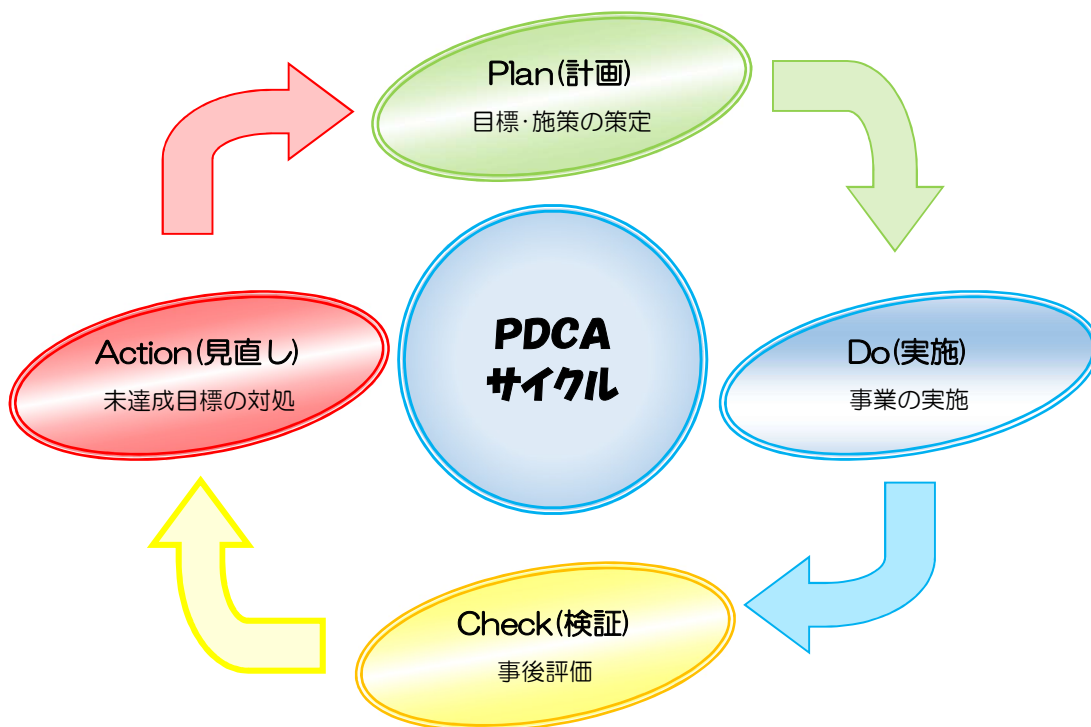 Plan(計画)
目標・施策の策定
PDCA
サイクル
Action(見直し)
未達成目標の対処
Do(実施)
事業の実施
Check(検証)
事後評価